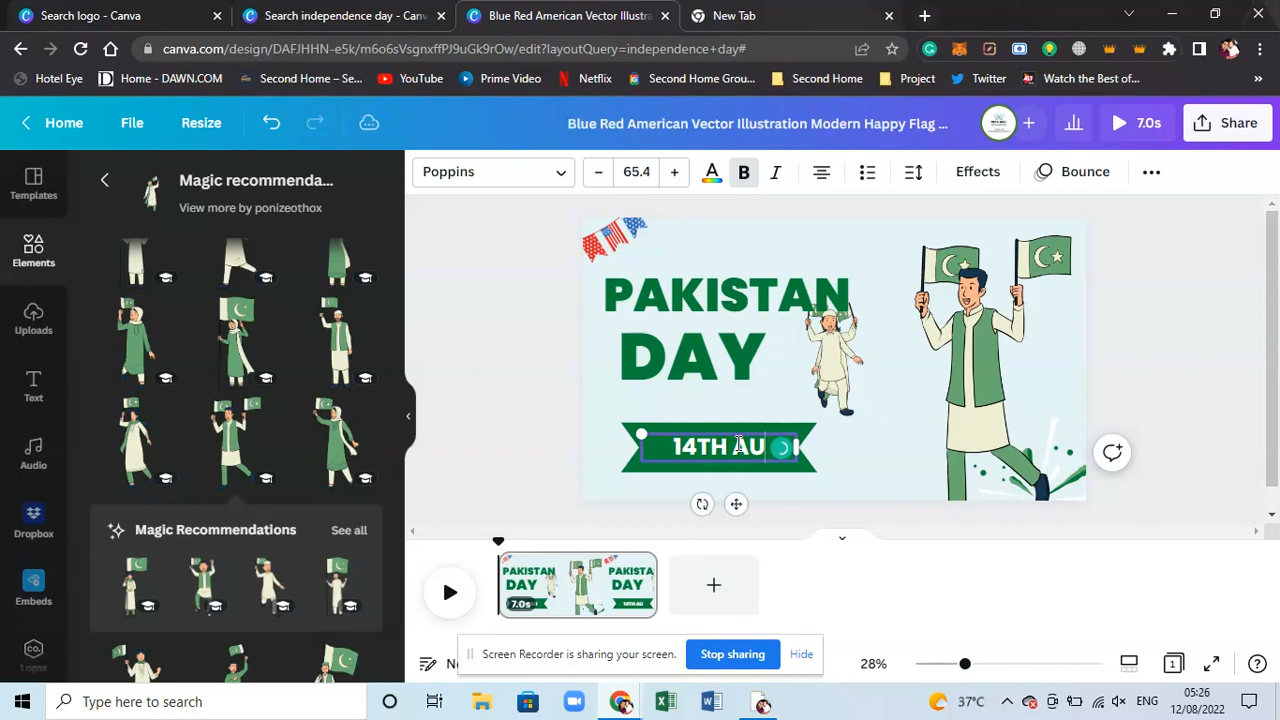 Search logo - Canva
Search independence day - Canv
Blue Red American Vector Illustra
New Tab
canva.com/design/DAFJHHN-e5k/m6o6sVsgnxffPJ9uGk9rOw/edit?layoutQuery=independence+day#
Hotel Eye
Home - DAWN.COM
Second Home – Se...
YouTube
Prime Video
Netflix
Second Home Grou...
Second Home
Project
Twitter
Watch the Best of...
Home
File
Resize
Blue Red American Vector Illustration Modern Happy Flag ...
7.0s
Share
Templates
Elements
Uploads
Text
Audio
Dropbox
Embeds
Logos
Magic recommenda...
View more by ponizeothox
Magic Recommendations
See all
Poppins
65.4
A
B
I
Effects
Bounce
PAKISTAN
DAY
14TH AU
PAKISTAN
DAY
7.0s
PAKISTA
DAY
14TH AU
Screen Recorder is sharing your screen.
Stop sharing
Hide
28%
1
Type here to search
37°C
ENG
05:26
12/08/2022